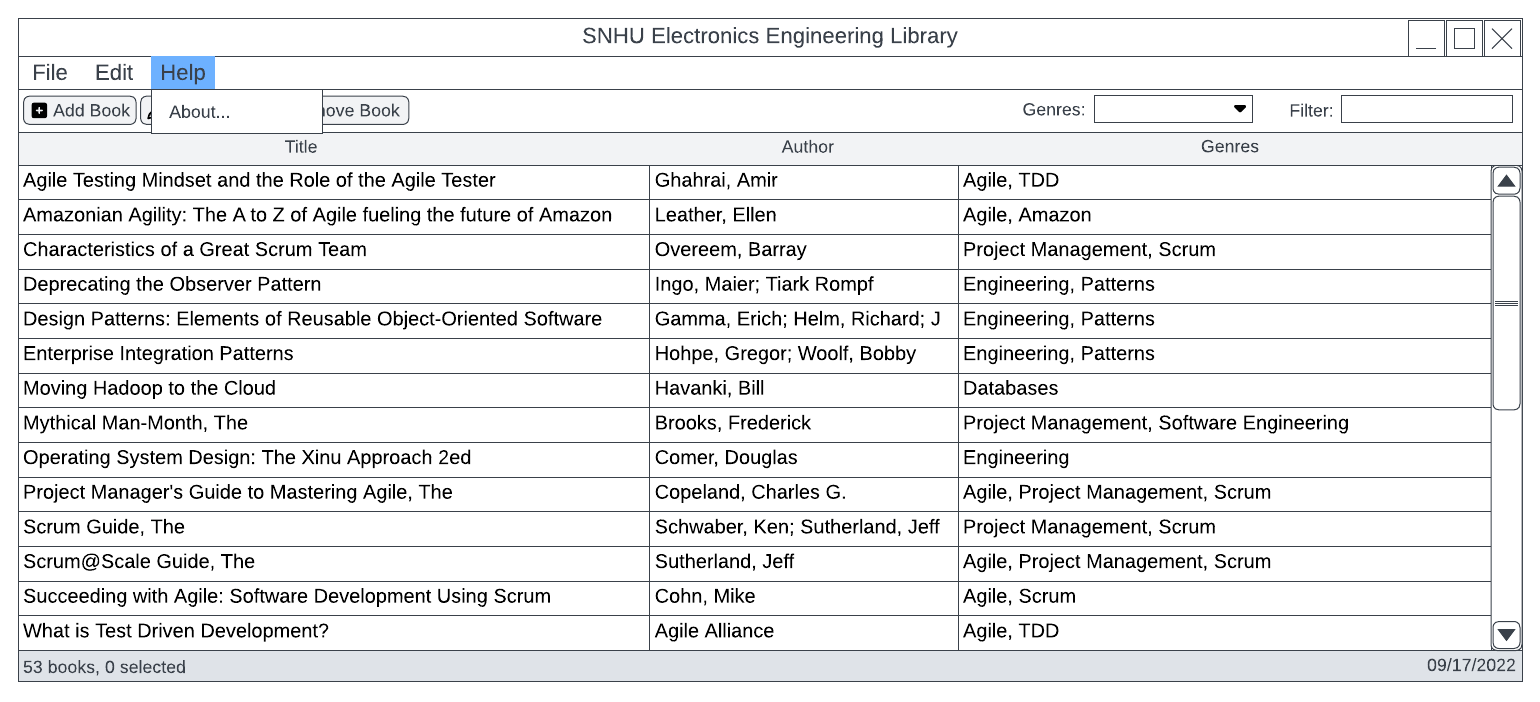 SNHU Electronics Engineering Library
File Edit Help
Add Book About... Book Genres: Filter:
Title Author Genres
Agile Testing Mindset and the Role of the Agile Tester Ghahrai, Amir Agile, TDD
Amazonian Agility: The A to Z of Agile fueling the future of Amazon Leather, Ellen Agile, Amazon
Characteristics of a Great Scrum Team Overeem, Barray Project Management, Scrum
Deprecating the Observer Pattern Ingo, Maier; Tiark Rompf Engineering, Patterns
Design Patterns: Elements of Reusable Object-Oriented Software Gamma, Erich; Helm, Richard; J Engineering, Patterns
Enterprise Integration Patterns Hohpe, Gregor; Woolf, Bobby Engineering, Patterns
Moving Hadoop to the Cloud Havanki, Bill Databases
Mythical Man-Month, The Brooks, Frederick Project Management, Software Engineering
Operating System Design: The Xinu Approach 2ed Comer, Douglas Engineering
Project Manager's Guide to Mastering Agile, The Copeland, Charles G. Agile, Project Management, Scrum
Scrum Guide, The Schwaber, Ken; Sutherland, Jeff Project Management, Scrum
Scrum@Scale Guide, The Sutherland, Jeff Agile, Project Management, Scrum
Succeeding with Agile: Software Development Using Scrum Cohn, Mike Agile, Scrum
What is Test Driven Development? Agile Alliance Agile, TDD
53 books, 0 selected 09/17/2022